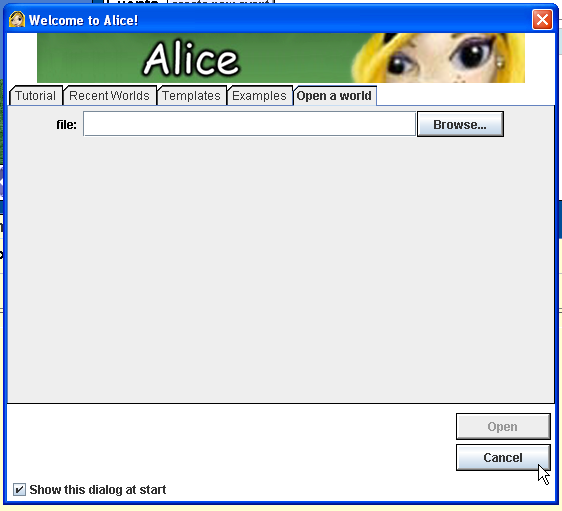 Welcome to Alice!
Alice
Tutorial Recent Worlds Templates Examples Open a world
file: Browse...
Open
Cancel
Show this dialog at start